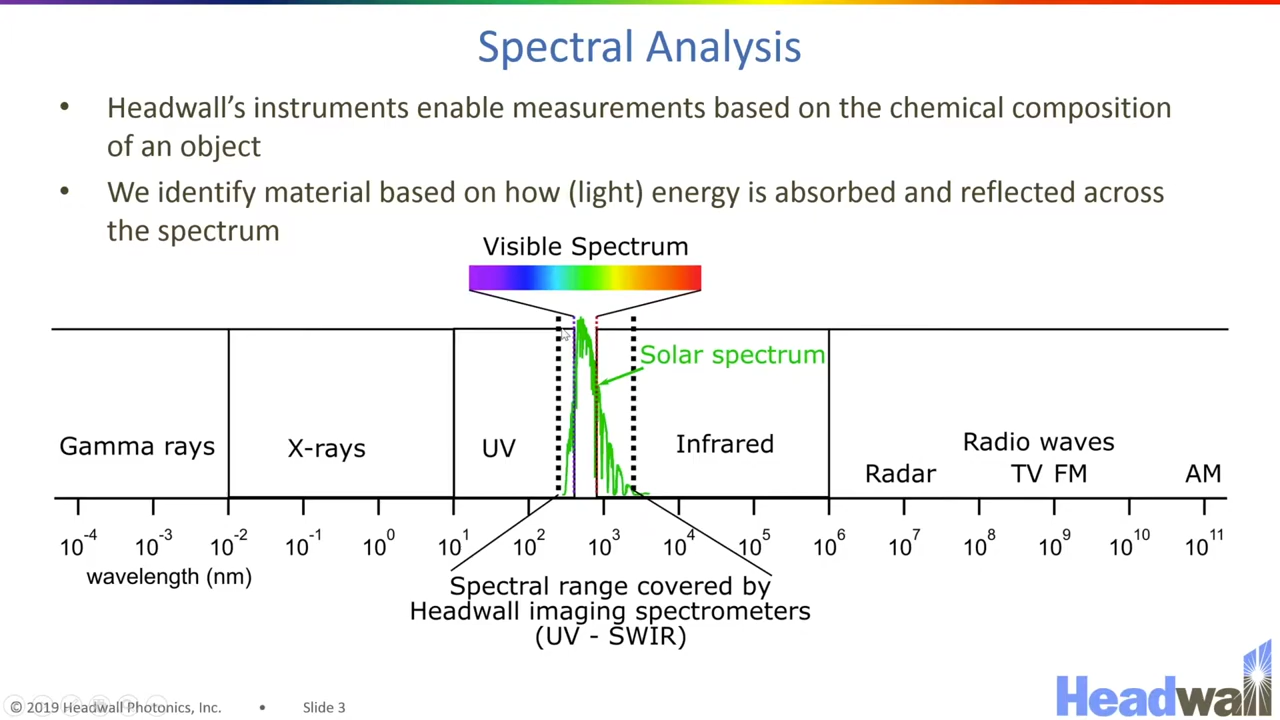 Spectral Analysis
• Headwall’s instruments enable measurements based on the chemical composition
of an object
• We identify material based on how (light) energy is absorbed and reflected across
the spectrum
Visible Spectrum
Solar spectrum
Gamma rays
X-rays
UV
Infrared
Radio waves
Radar
TV FM
AM
10⁻⁴ 10⁻³ 10⁻² 10⁻¹ 10⁰ 10¹ 10² 10³ 10⁴ 10⁵ 10⁶ 10⁷ 10⁸ 10⁹ 10¹⁰ 10¹¹
wavelength (nm)
Spectral range covered by
Headwall imaging spectrometers
(UV - SWIR)
© 2019 Headwall Photonics, Inc. • Slide 3
Headwall